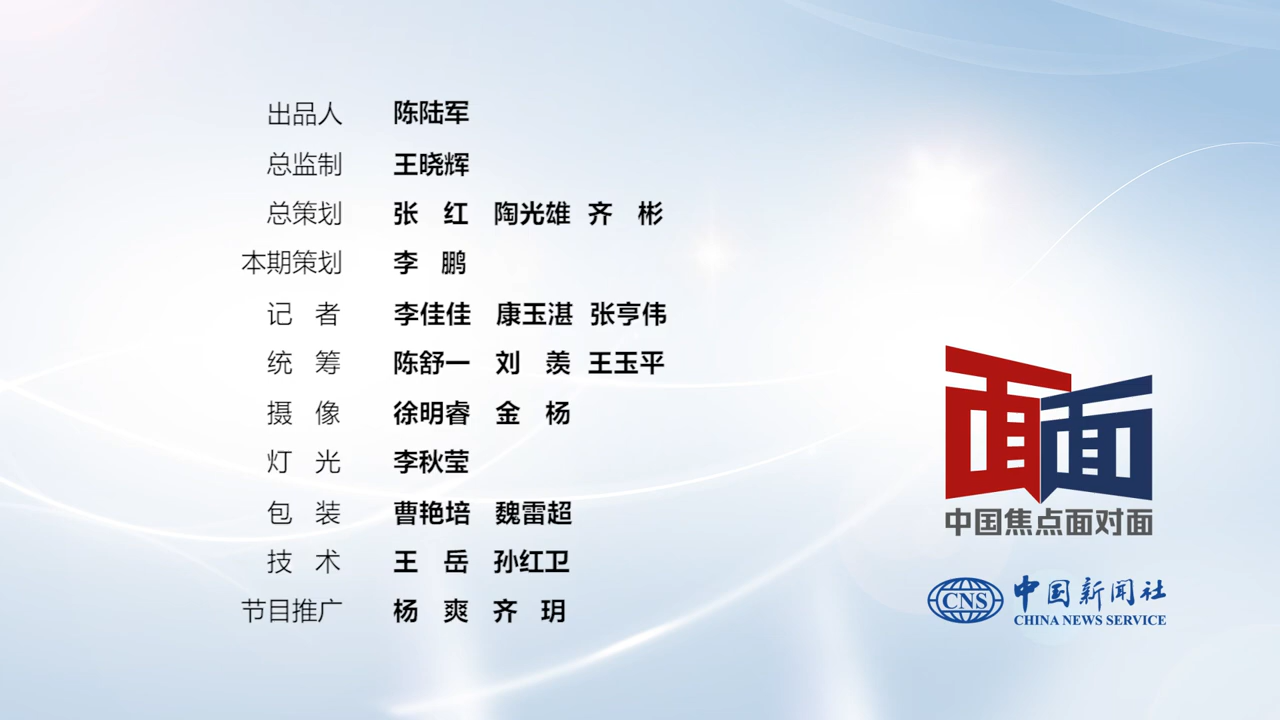 出品人 陈陆军
总监制 王晓辉
总策划 张 红 陶光雄 齐 彬
本期策划 李 鹏
记 者 李佳佳 康玉湛 张亨伟
统 筹 陈舒一 刘 羡 王玉平
摄 像 徐明睿 金 杨
灯 光 李秋莹
包 装 曹艳培 魏雷超
技 术 王 岳 孙红卫
节目推广 杨 爽 齐 玥
面面
中国焦点面对面
CNS 中国新闻社
CHINA NEWS SERVICE